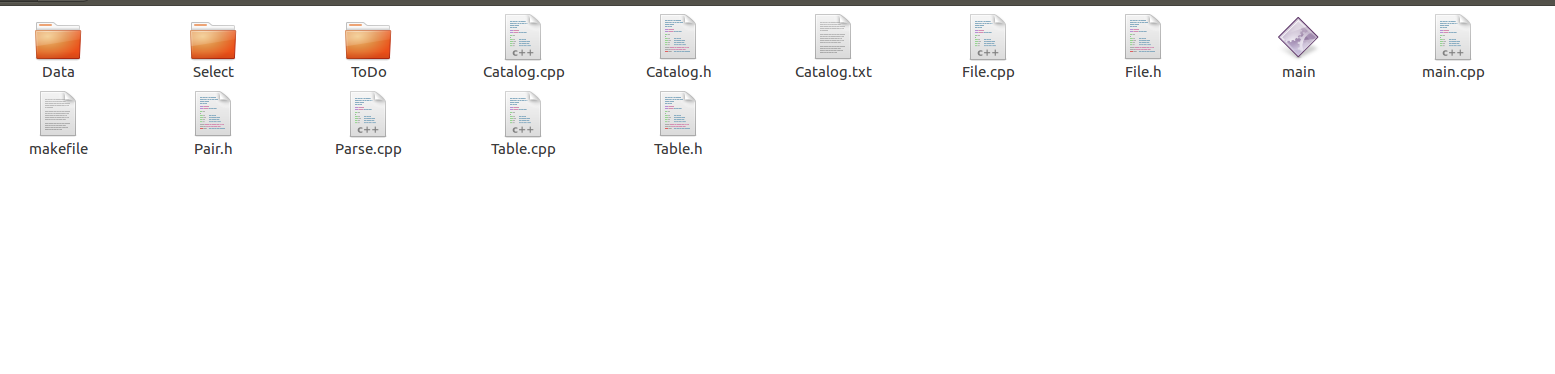 Data Select ToDo Catalog.cpp Catalog.h Catalog.txt File.cpp File.h main main.cpp
makefile Pair.h Parse.cpp Table.cpp Table.h